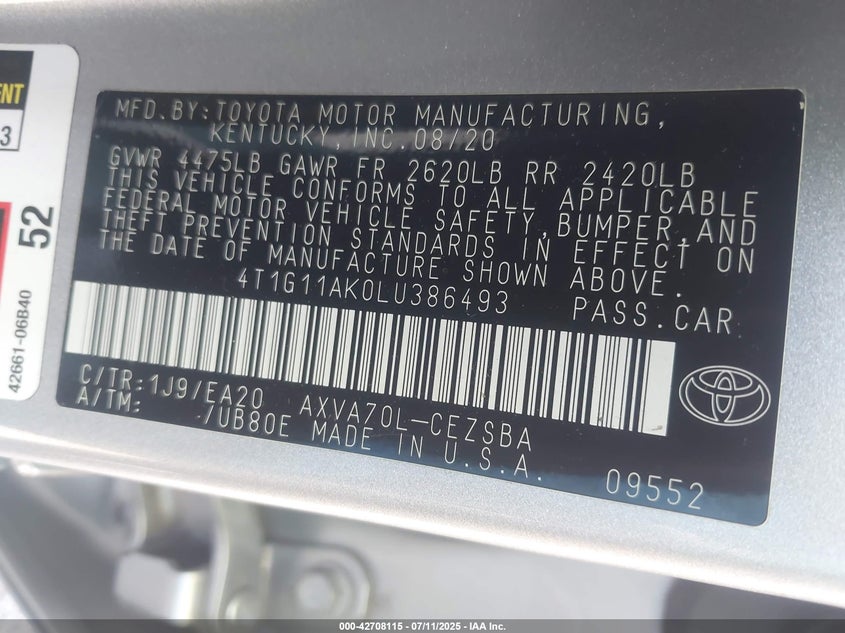 MFD.BY:TOYOTA MOTOR MANUFACTURING,
KENTUCKY,INC.08/20
GVWR 4475LB GAWR FR 2620LB RR 2420LB
THIS VEHICLE CONFORMS TO ALL APPLICABLE
FEDERAL MOTOR VEHICLE SAFETY,BUMPER,AND
THEFT PREVENTION STANDARDS IN EFFECT ON
THE DATE OF MANUFACTURE SHOWN ABOVE.
4T1G11AK0LU386493 PASS.CAR
C/TR:1J9/EA20 AXVA70L-CEZSBA
A/TM: /UB80E MADE IN U.S.A.
09552
ENT
3
52
42661-06B40
000-42708115 - 07/11/2025 - IAA Inc.